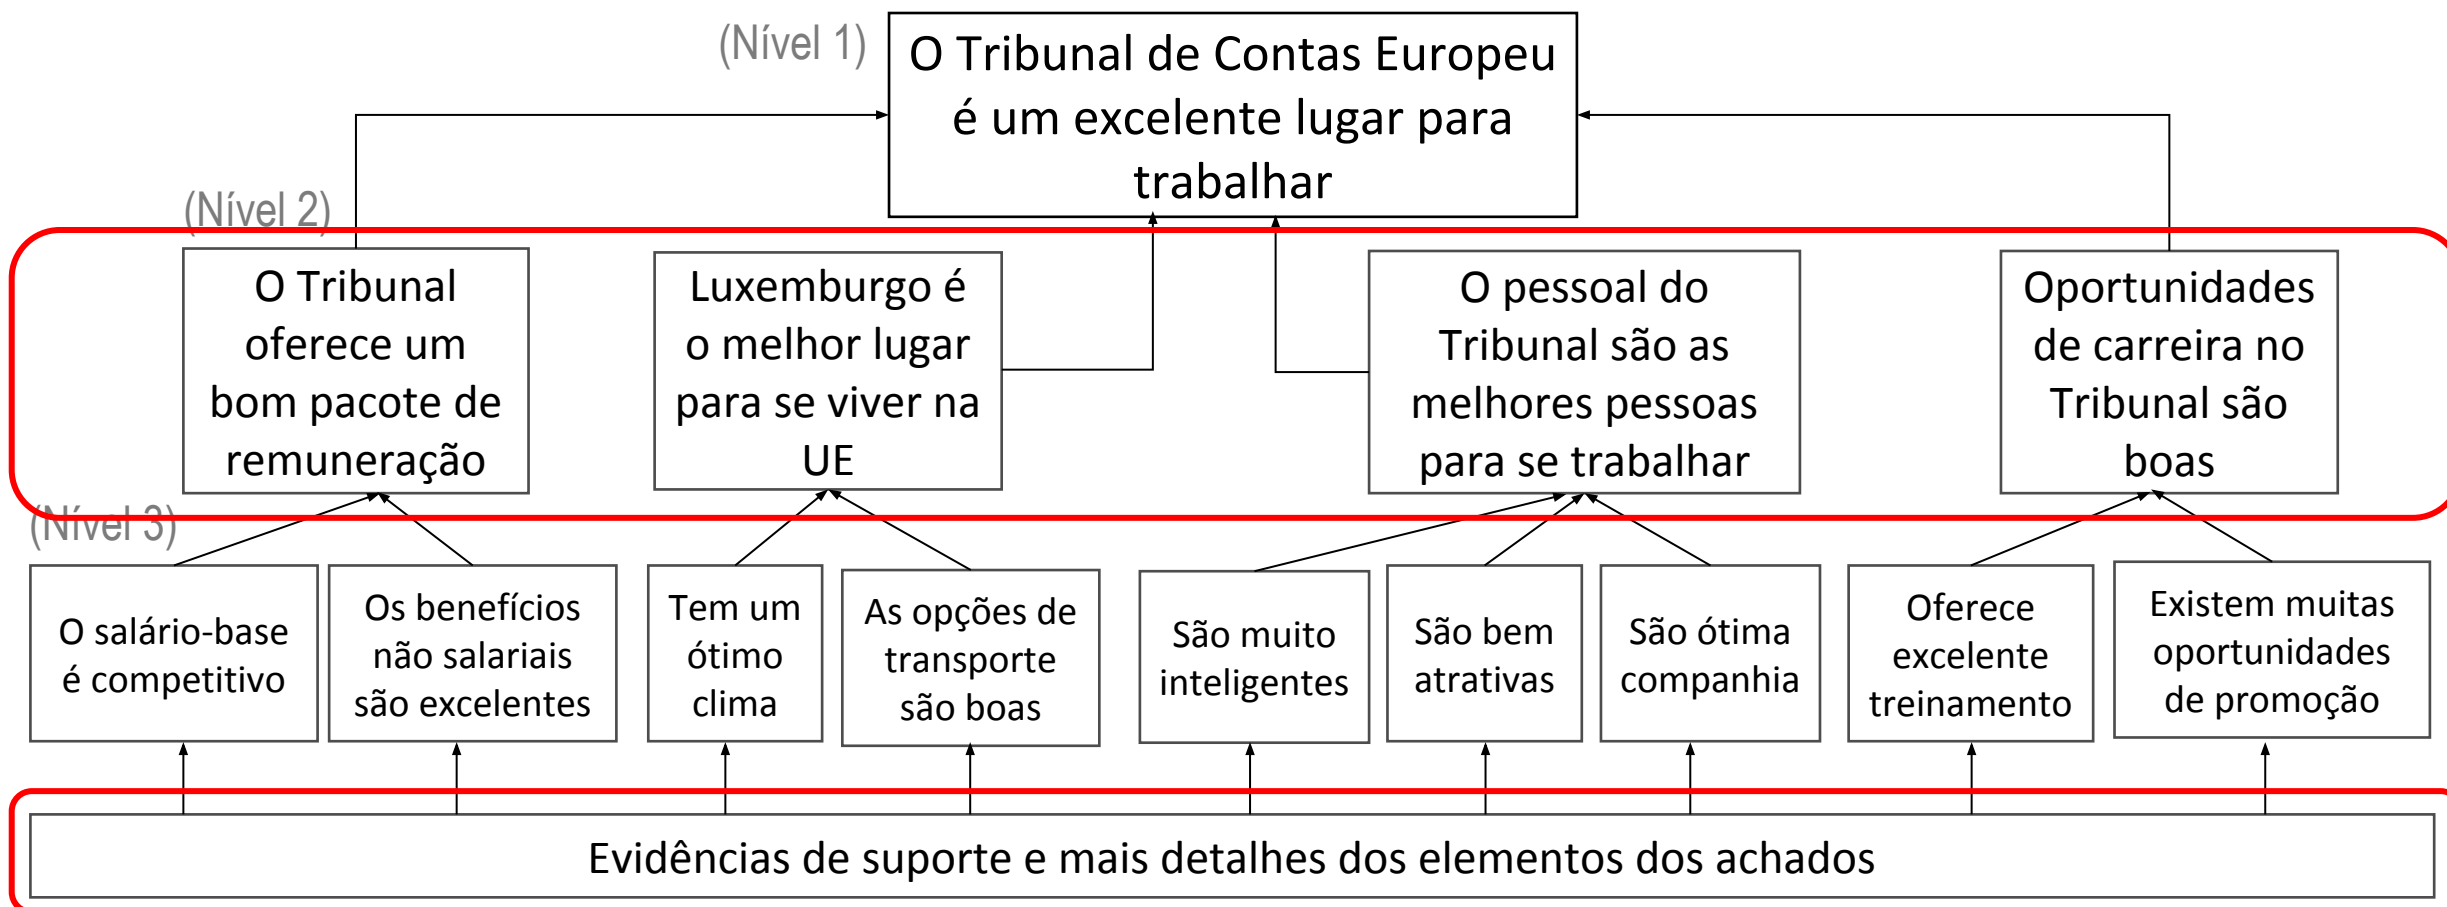 (Nível 1)
O Tribunal de Contas Europeu
é um excelente lugar para
trabalhar
(Nível 2)
O Tribunal
oferece um
bom pacote de
remuneração
Luxemburgo é
o melhor lugar
para se viver na
UE
O pessoal do
Tribunal são as
melhores pessoas
para se trabalhar
Oportunidades
de carreira no
Tribunal são
boas
(Nível 3)
O salário-base
é competitivo
Os benefícios
não salariais
são excelentes
Tem um
ótimo
clima
As opções de
transporte
são boas
São muito
inteligentes
São bem
atrativas
São ótima
companhia
Oferece
excelente
treinamento
Existem muitas
oportunidades
de promoção
Evidências de suporte e mais detalhes dos elementos dos achados